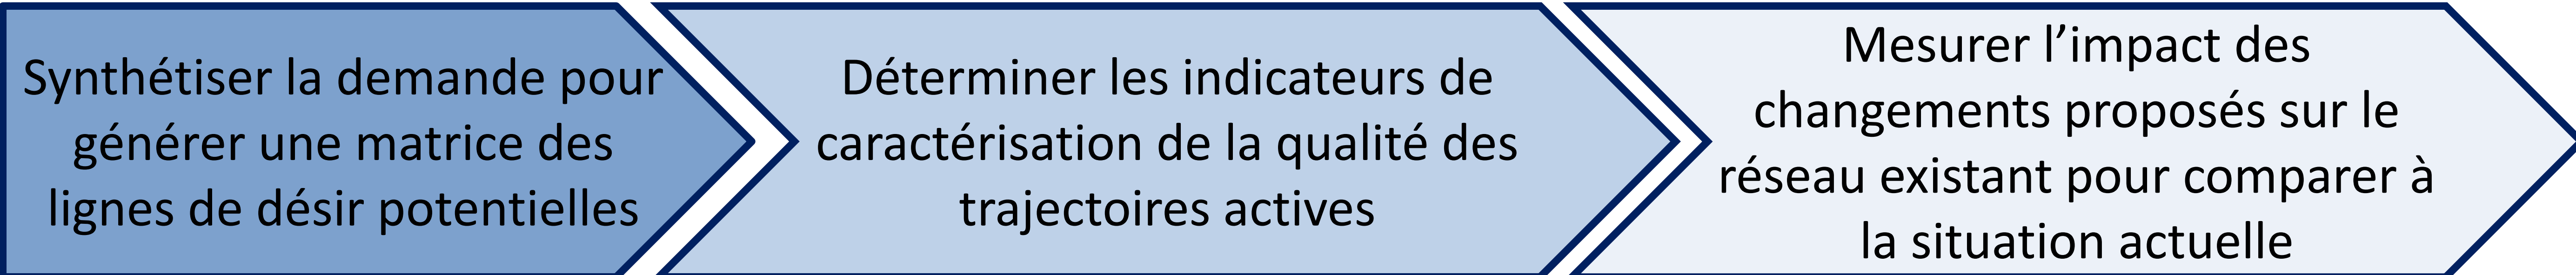 Synthétiser la demande pour
générer une matrice des
lignes de désir potentielles
Déterminer les indicateurs de
caractérisation de la qualité des
trajectoires actives
Mesurer l’impact des
changements proposés sur le
réseau existant pour comparer à
la situation actuelle